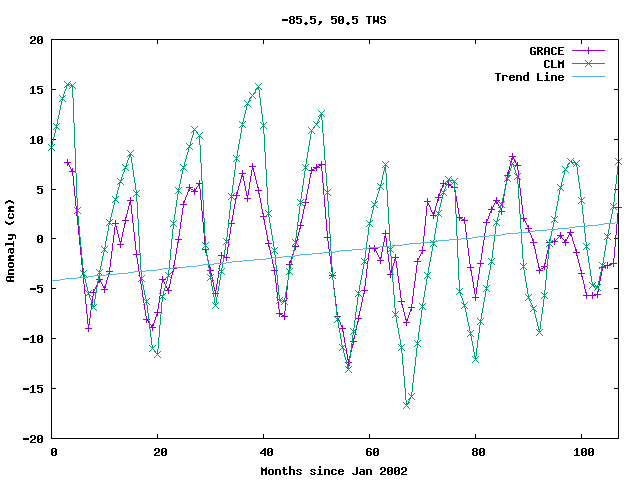 -85.5, 50.5 TWS
GRACE
CLM
Trend Line
20
15
10
5
0
-5
-10
-15
-20
Anomaly (cm)
0 20 40 60 80 100
Months since Jan 2002